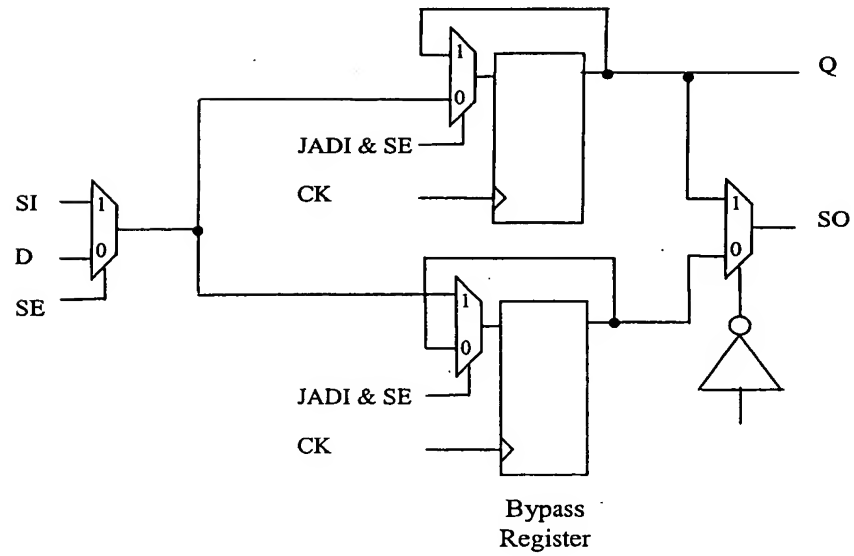 Q
1
0
JADI & SE
CK
SI
D
SE
1
0
1
0
SO
1
0
JADI & SE
CK
Bypass
Register